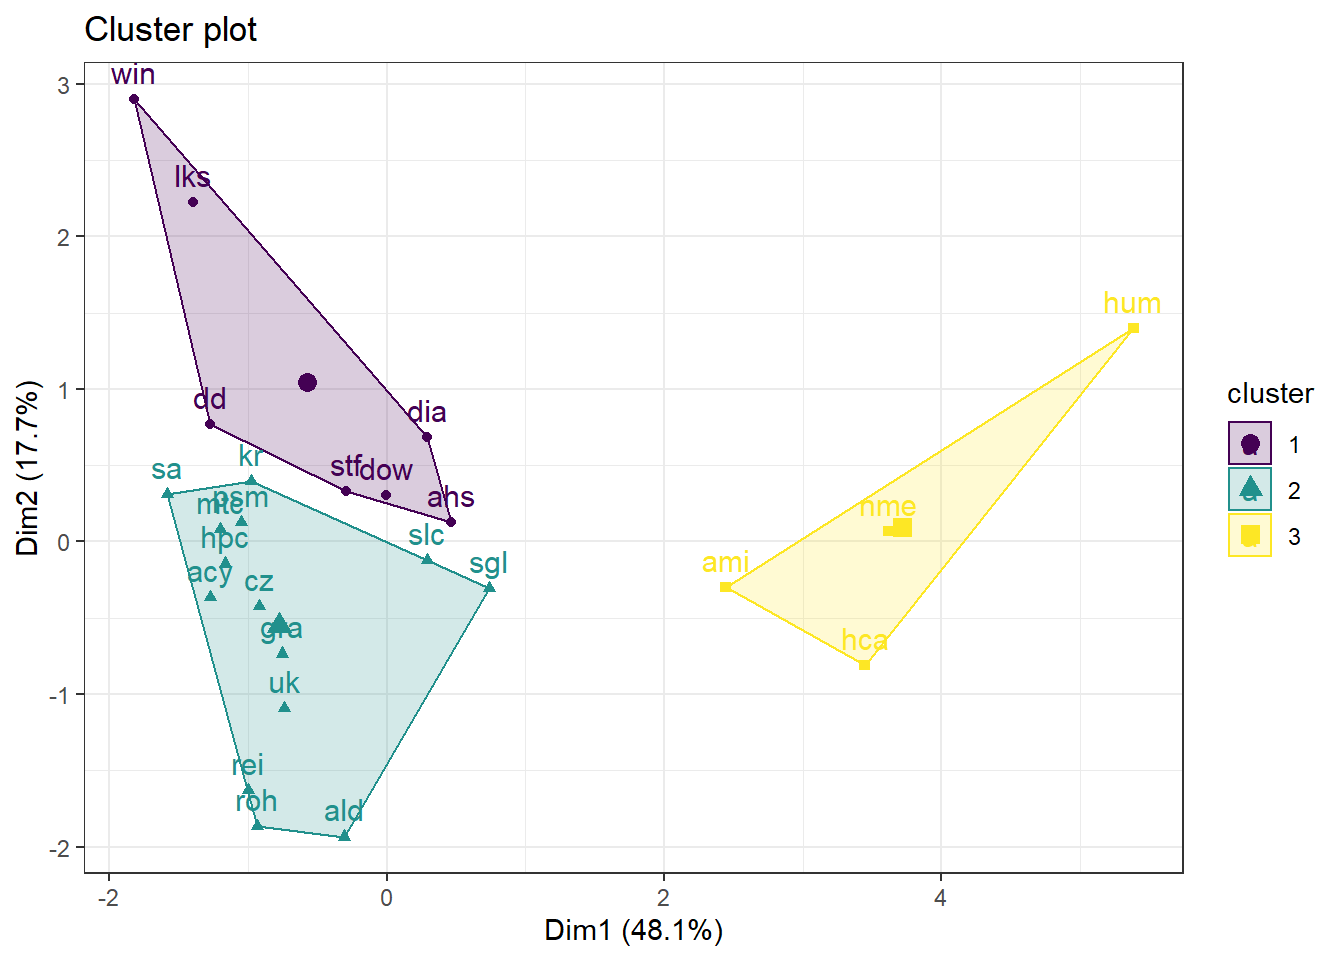 Cluster plot
win
lks
dd
dia
kr
sa
stf
dow
mtc
psm
ahs
hpc
slc
acy
cz
sgl
gra
uk
rei
roh
ald
hum
nme
ami
hca
3
2
1
0
-1
-2
Dim2 (17.7%)
-2 0 2 4
Dim1 (48.1%)
cluster
a 1
a 2
a 3